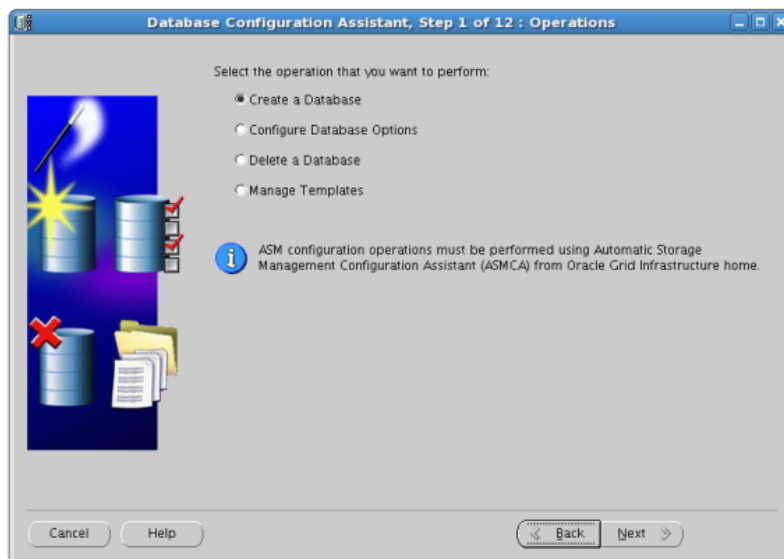 Database Configuration Assistant, Step 1 of 12 : Operations
Select the operation that you want to perform:
Create a Database
Configure Database Options
Delete a Database
Manage Templates
ASM configuration operations must be performed using Automatic Storage
Management Configuration Assistant (ASMCA) from Oracle Grid Infrastructure home.
Cancel
Help
Back
Next